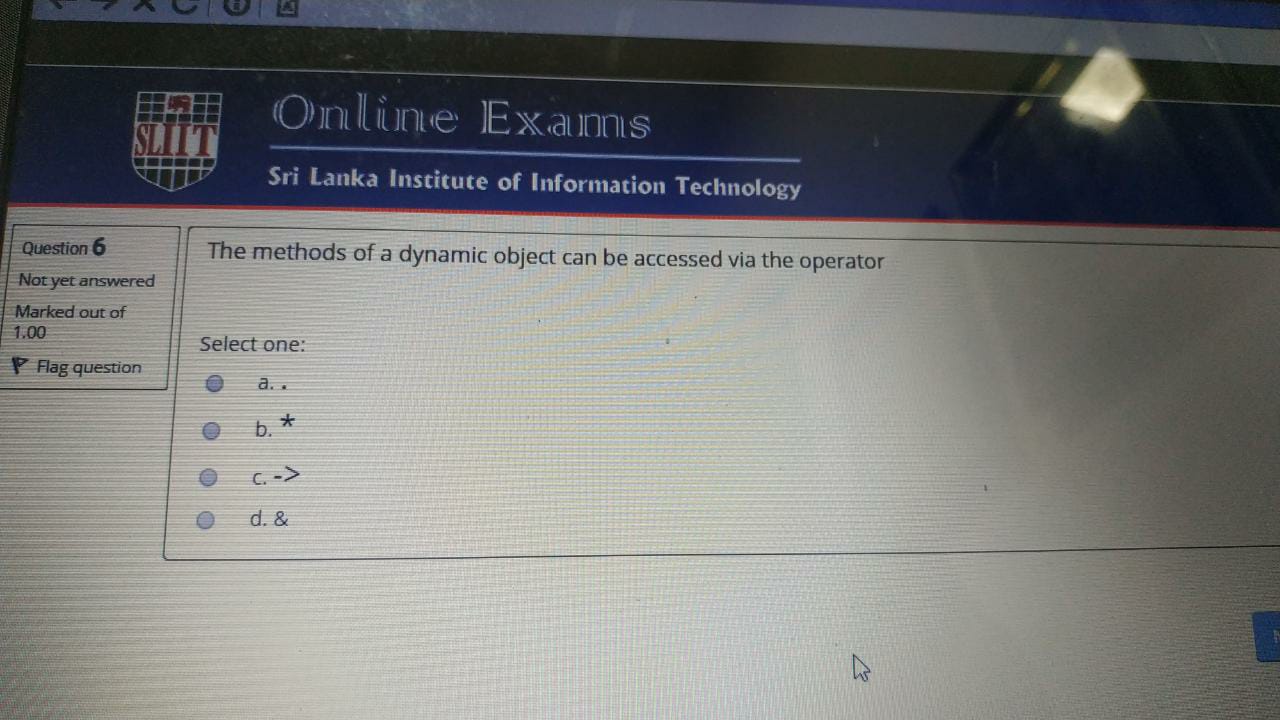 SLIIT
Online Exams
Sri Lanka Institute of Information Technology
Question 6
Not yet answered
Marked out of
1.00
Flag question
The methods of a dynamic object can be accessed via the operator
Select one:
a. .
b. *
c. ->
d. &